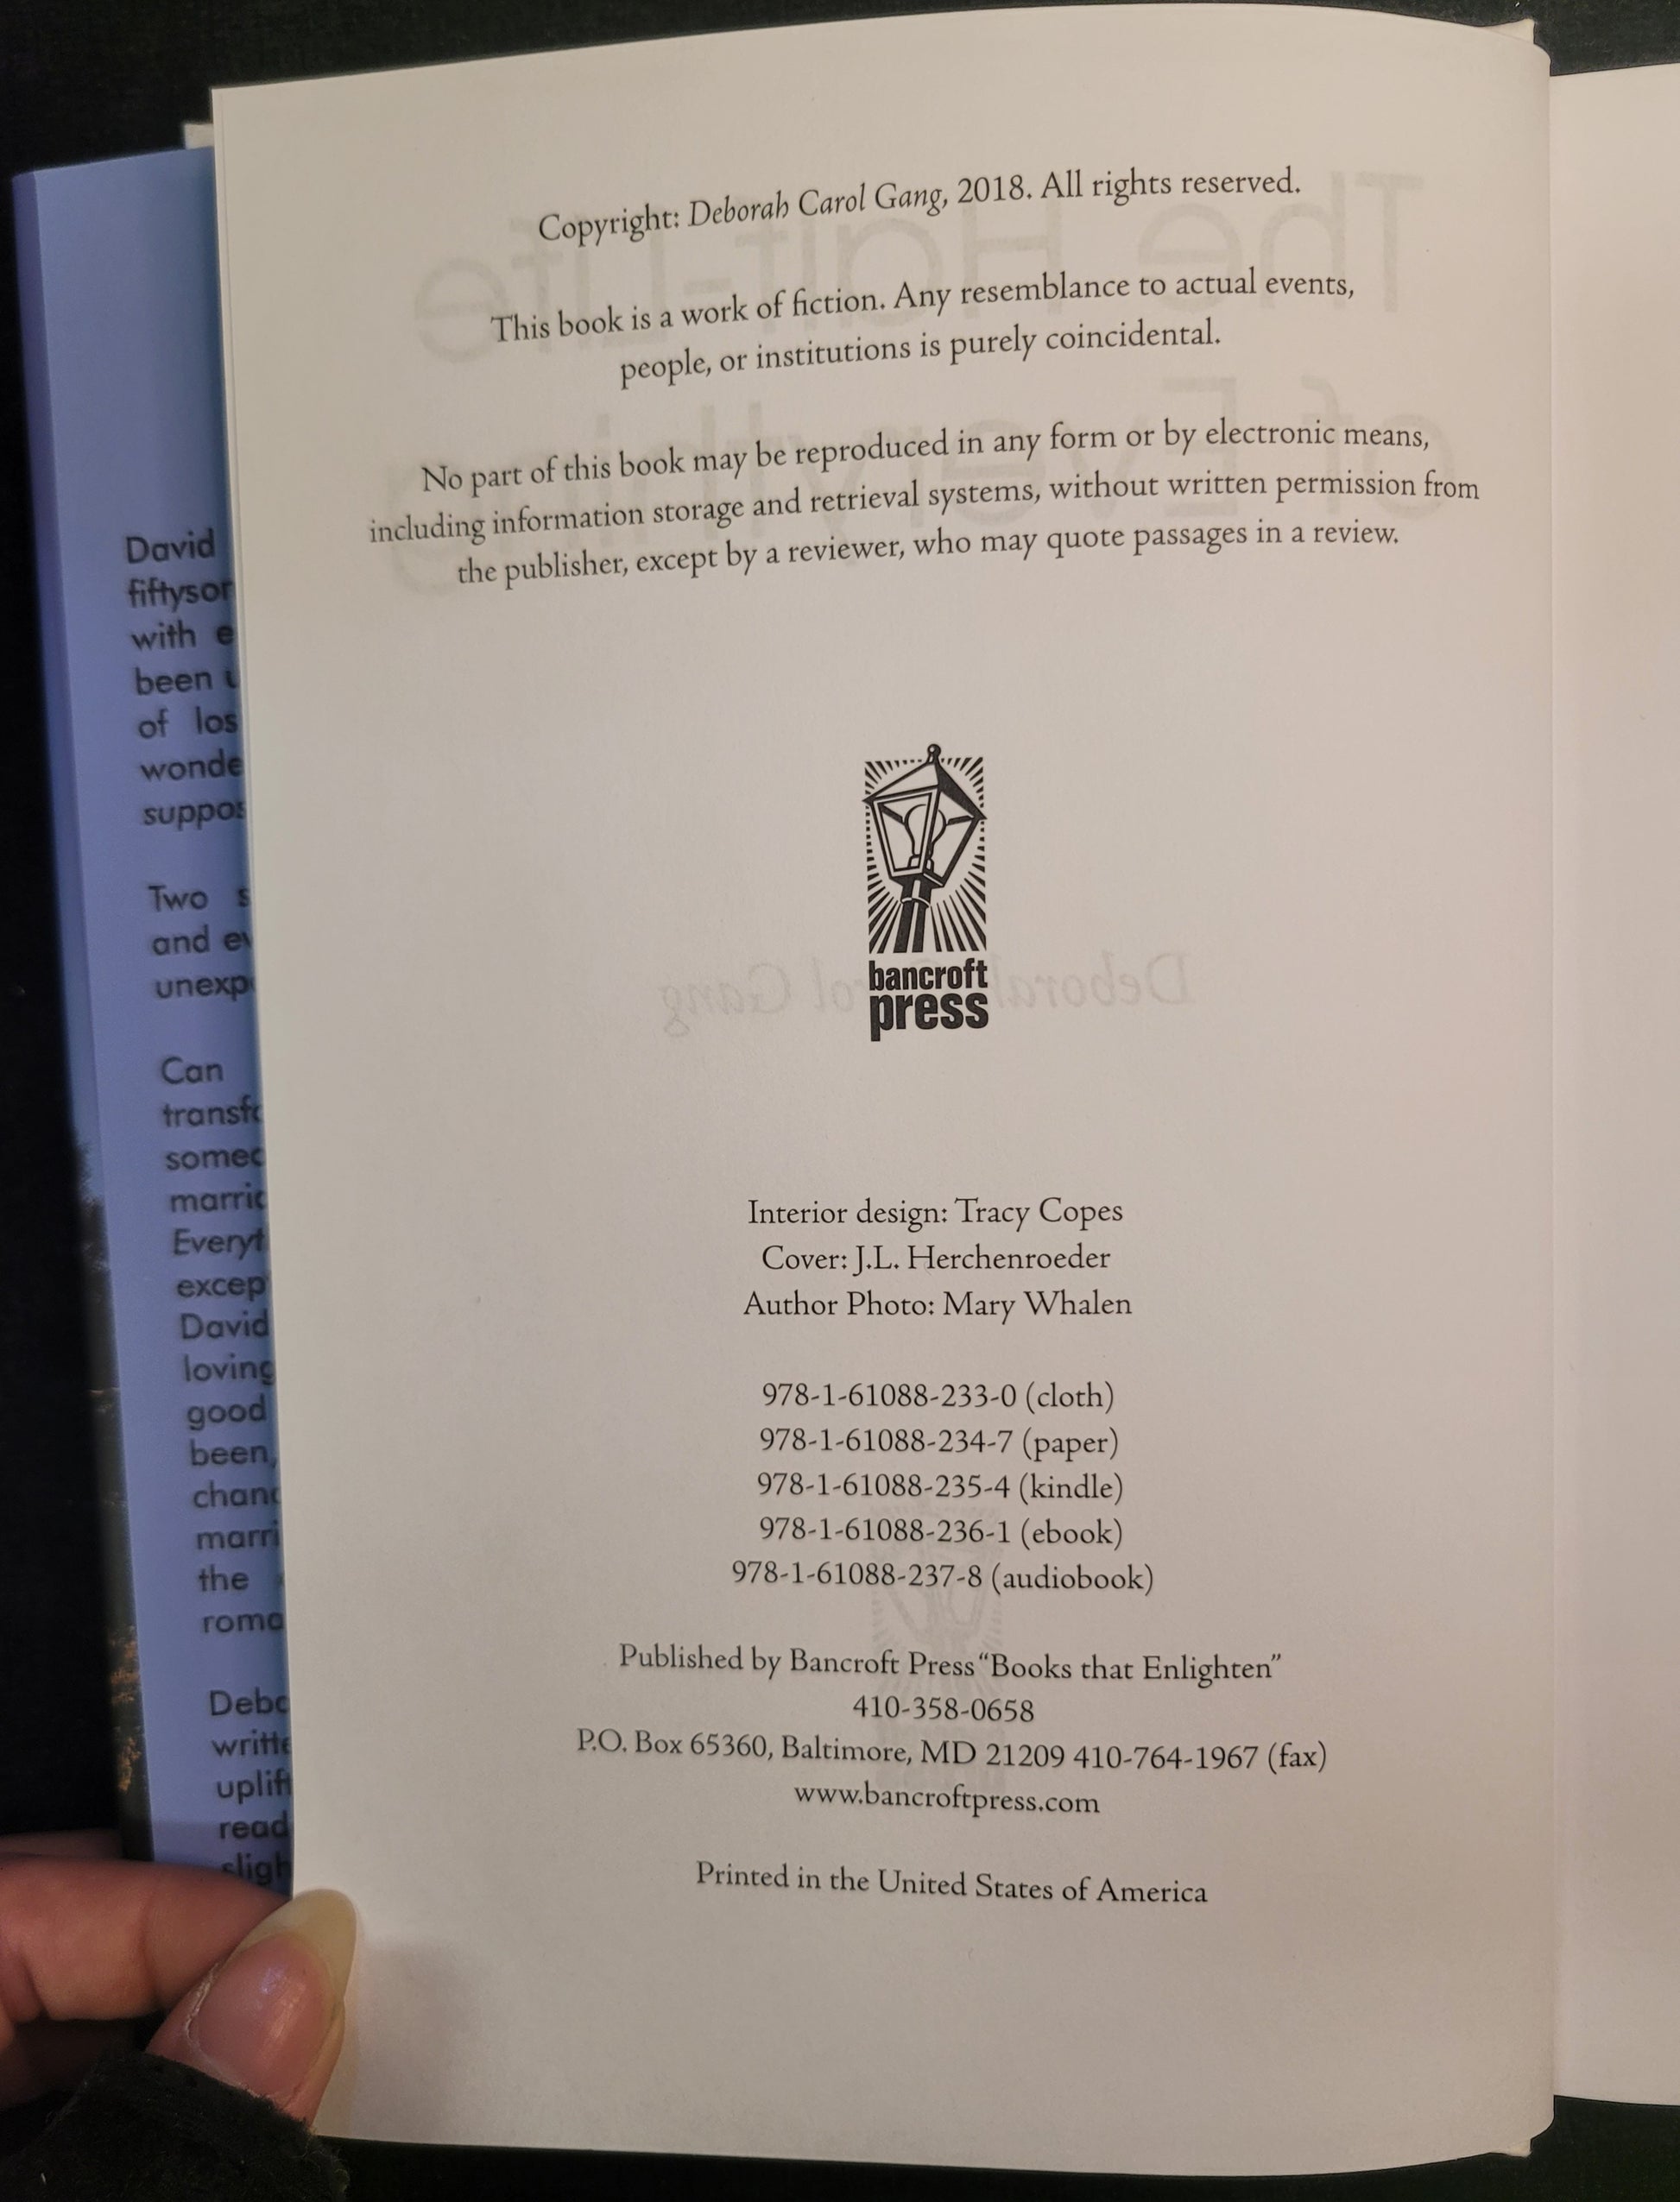 Copyright: Deborah Carol Gang, 2018. All rights reserved.
This book is a work of fiction. Any resemblance to actual events,
people, or institutions is purely coincidental.
No part of this book may be reproduced in any form or by electronic means,
including information storage and retrieval systems, without written permission from
the publisher, except by a reviewer, who may quote passages in a review.
bancroft
press
Interior design: Tracy Copes
Cover: J.L. Herchenroeder
Author Photo: Mary Whalen
978-1-61088-233-0 (cloth)
978-1-61088-234-7 (paper)
978-1-61088-235-4 (kindle)
978-1-61088-236-1 (ebook)
978-1-61088-237-8 (audiobook)
Published by Bancroft Press "Books that Enlighten"
410-358-0658
P.O. Box 65360, Baltimore, MD 21209 410-764-1967 (fax)
www.bancroftpress.com
Printed in the United States of America
David
with
been
of
Two
and
Can
David
loving
good
been,
the
read